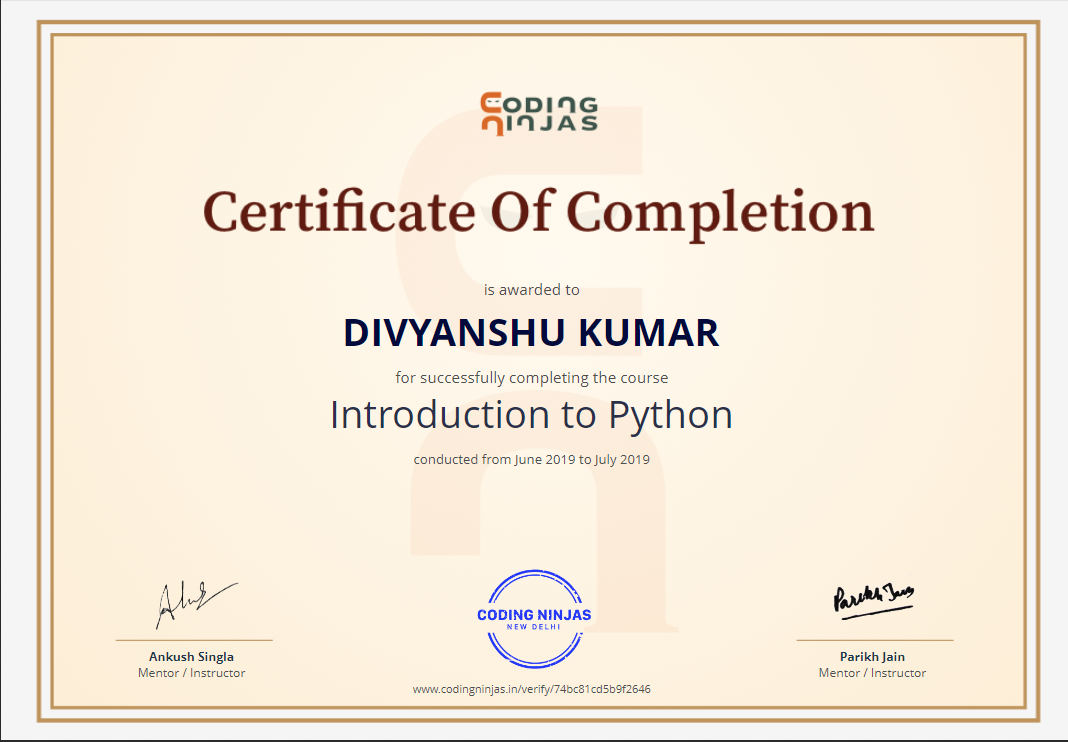 CODING
NINJAS
Certificate Of Completion
is awarded to
DIVYANSHU KUMAR
for successfully completing the course
Introduction to Python
conducted from June 2019 to July 2019
Parikh Jain
CODING NINJAS
NEW DELHI
Ankush Singla
Mentor / Instructor
Parikh Jain
Mentor / Instructor
www.codingninjas.in/verify/74bc81cd5b9f2646